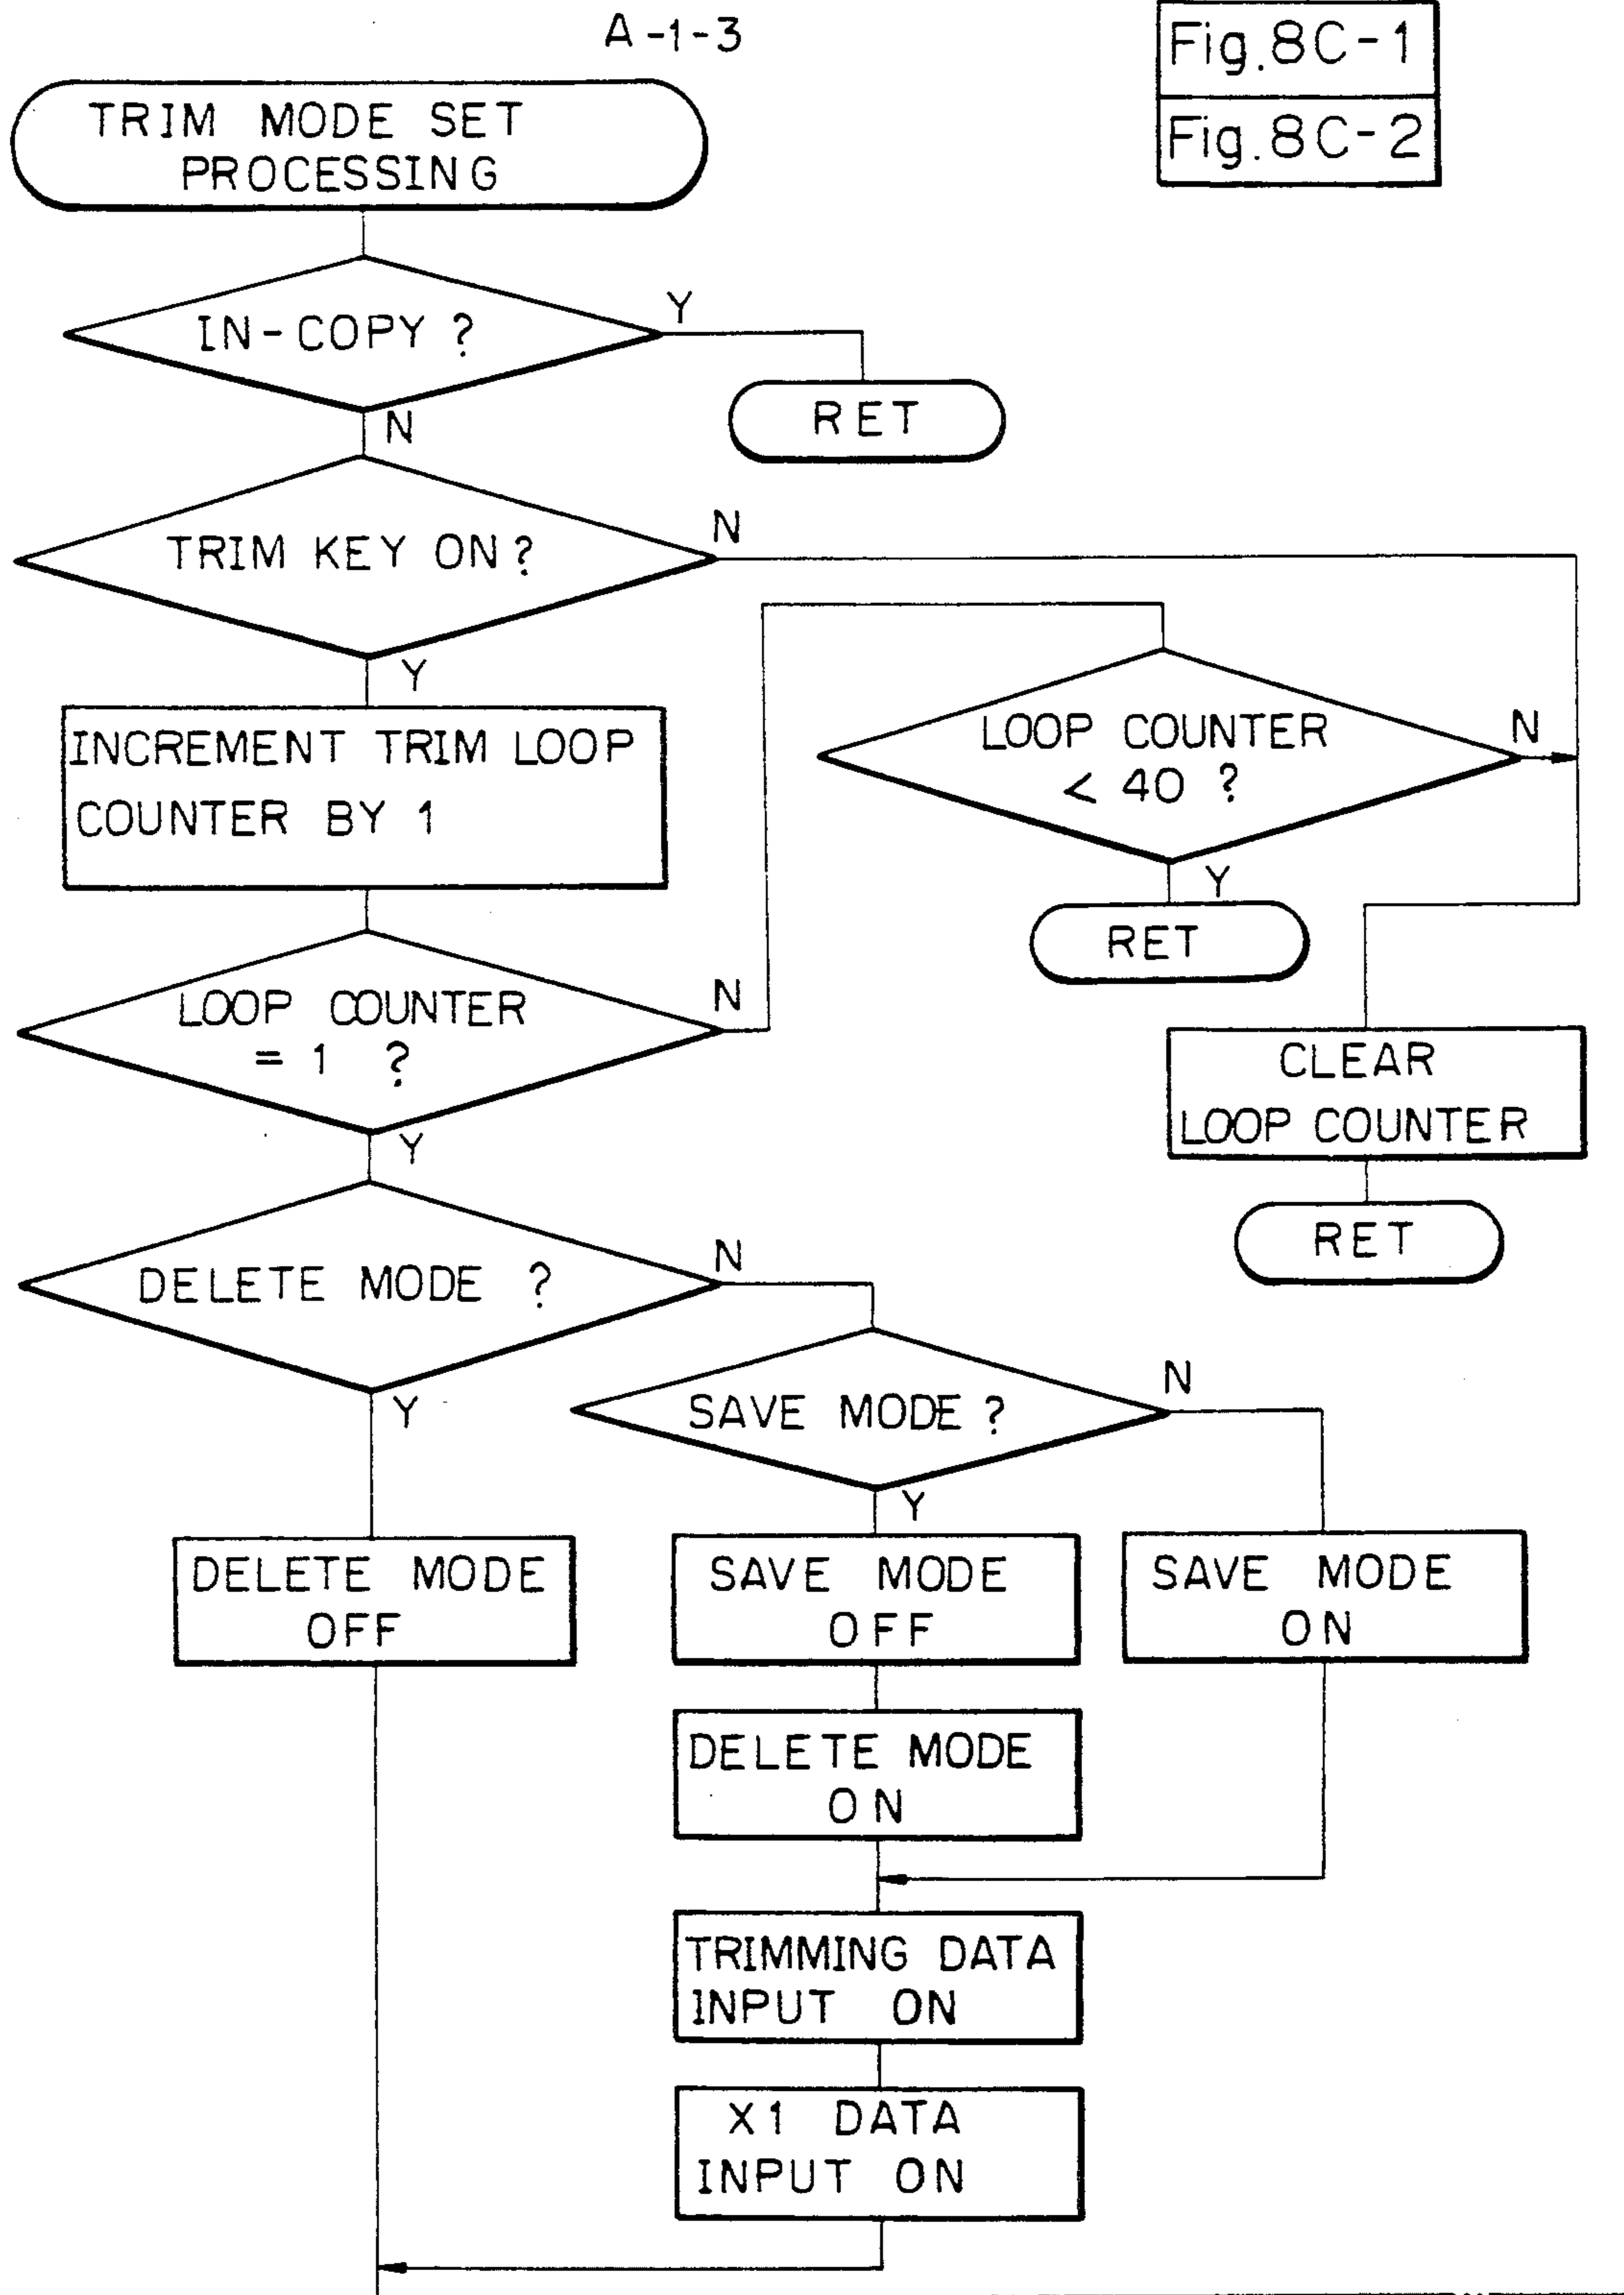 A-1-3
Fig.8C-1
Fig.8C-2
TRIM MODE SET
PROCESSING
IN-COPY ?
Y
RET
N
TRIM KEY ON?
N
Y
INCREMENT TRIM LOOP
COUNTER BY 1
LOOP COUNTER
< 40 ?
N
Y
RET
LOOP COUNTER
= 1 ?
N
Y
CLEAR
LOOP COUNTER
RET
DELETE MODE ?
N
Y
SAVE MODE ?
N
Y
DELETE MODE
OFF
SAVE MODE
OFF
SAVE MODE
ON
DELETE MODE
ON
TRIMMING DATA
INPUT ON
X1 DATA
INPUT ON